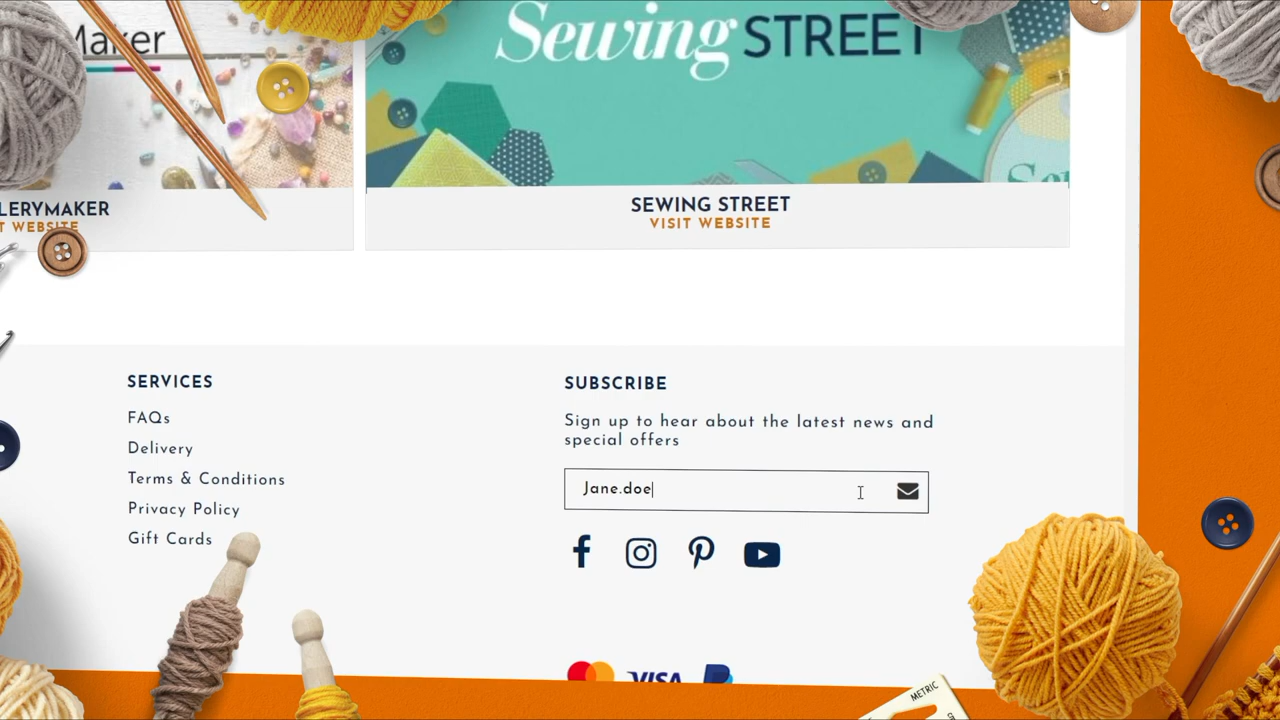 Maker
Sewing STREET
LERYMAKER
T WEBSITE
SEWING STREET
VISIT WEBSITE
SERVICES
FAQs
Delivery
Terms & Conditions
Privacy Policy
Gift Cards
SUBSCRIBE
Sign up to hear about the latest news and
special offers
Jane.doe
VISA
METRIC